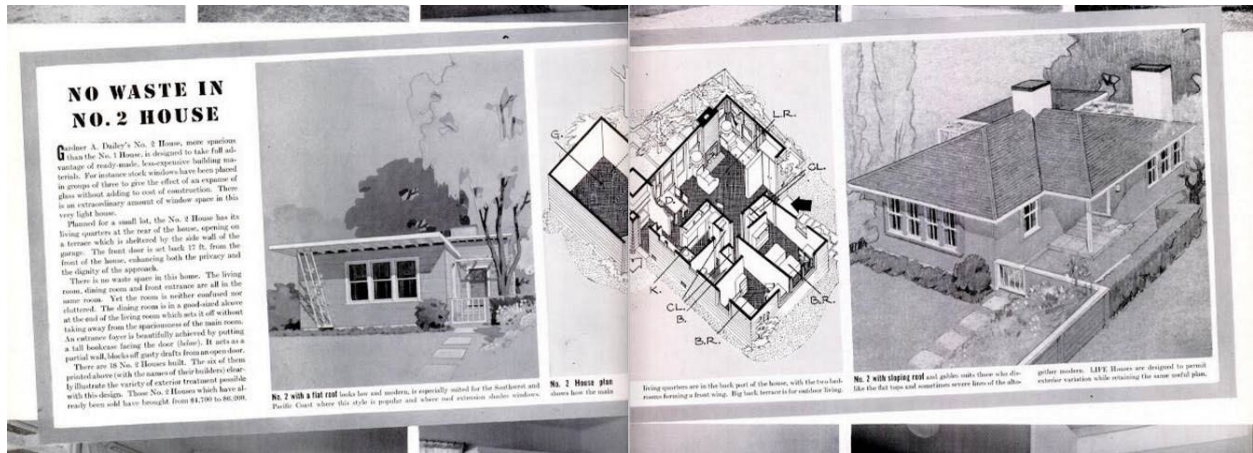 NO WASTE IN
NO. 2 HOUSE
Gardner A. Dailey's No. 2 House, more spacious
than the No. 1 House, is designed to take full ad-
vantage of ready-made, less-expensive building ma-
terials. For instance stock windows have been placed
in groups of three to give the effect of an expanse of
glass without adding to cost of construction. There
is an extraordinary amount of window space in this
very light house.
Planned for a small lot, the No. 2 House has its
living quarters at the rear of the house, opening on
a terrace which is sheltered by the side wall of the
garage. The front door is set back 17 ft. from the
front of the house, enhancing both the privacy and
the dignity of the approach.
There is no waste space in this home. The living
room, dining room and front entrance are all in the
same room. Yet the room is neither confused nor
cluttered. The dining room is in a good-sized alcove
at the end of the living room which sets it off without
taking away from the spaciousness of the main room.
An entrance foyer is beautifully achieved by putting
a tall bookcase facing the door (below). It acts as a
partial wall, blocks off gusty drafts from an open door.
There are 18 No. 2 Houses built. The six of them
printed above (with the names of their builders) clear-
ly illustrate the variety of exterior treatment possible
with this design. Those No. 2 Houses which have al-
ready been sold have brought from $4,700 to $6,200.
No. 2 with a flat roof looks low and modern, is especially suited for the Southwest and
Pacific Coast where this style is popular and where roof extension shades windows.
G.
L.R.
CL.
D.
K.
CL.
B.
B.R.
B.R.
No. 2 House plan
shows how the main
living quarters are in the back part of the house, with the two bed-
rooms forming a front wing. Big back terrace is for outdoor living.
No. 2 with sloping roof and gables suits those who dis-
like the flat tops and sometimes severe lines of the alto-
gether modern. LIFE Houses are designed to permit
exterior variation while retaining the same useful plan.